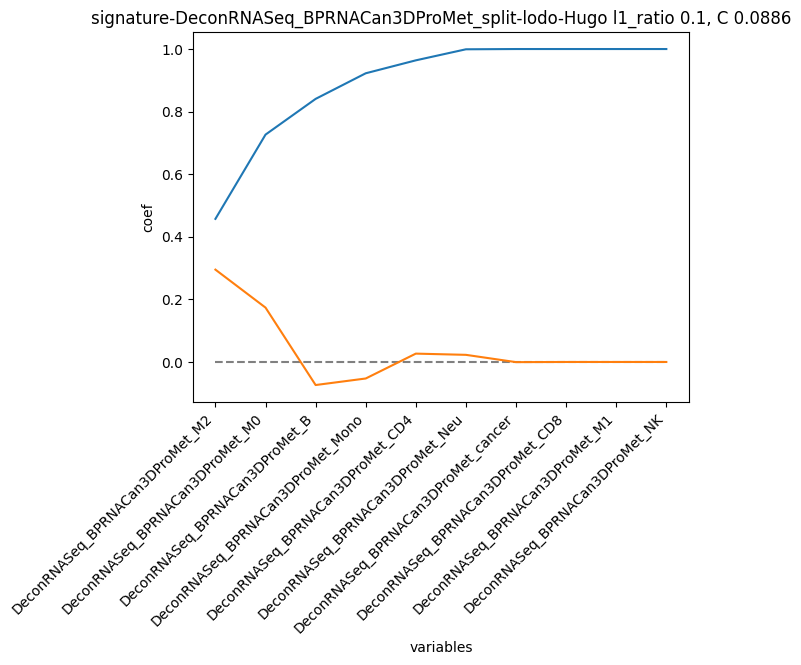 signature-DeconRNASeq_BPRNACan3DProMet_split-lodo-Hugo l1_ratio 0.1, C 0.0886
1.0
0.8
0.6
0.4
0.2
0.0
coef
DeconRNASeq_BPRNACan3DProMet_M2
DeconRNASeq_BPRNACan3DProMet_M0
DeconRNASeq_BPRNACan3DProMet_B
DeconRNASeq_BPRNACan3DProMet_Mono
DeconRNASeq_BPRNACan3DProMet_CD4
DeconRNASeq_BPRNACan3DProMet_Neu
DeconRNASeq_BPRNACan3DProMet_cancer
DeconRNASeq_BPRNACan3DProMet_CD8
DeconRNASeq_BPRNACan3DProMet_M1
DeconRNASeq_BPRNACan3DProMet_NK
variables